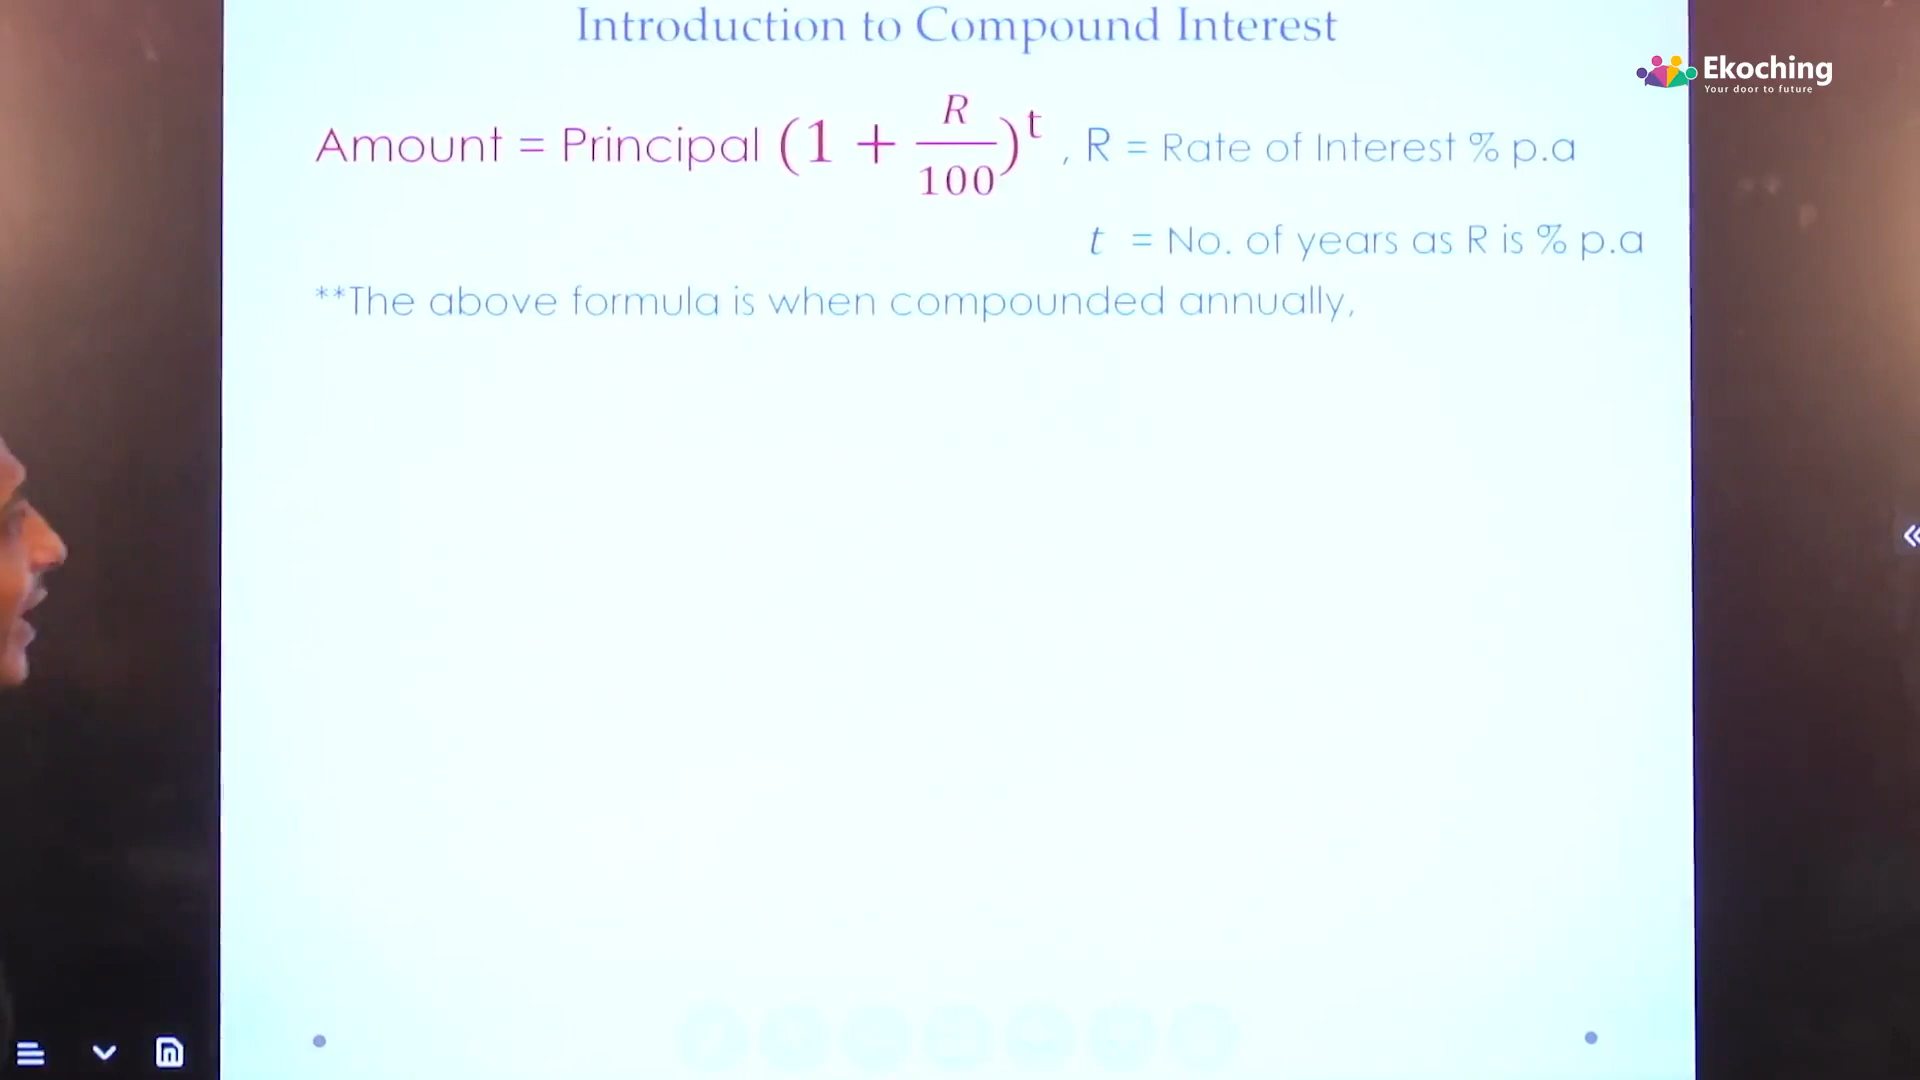 Introduction to Compound Interest
Ekoching
Your door to future
Amount = Principal (1 + R/100)^t , R = Rate of Interest % p.a
t = No. of years as R is % p.a
**The above formula is when compounded annually,